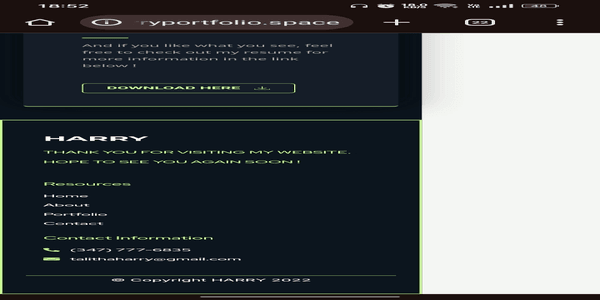 18:52
ryportfolio.space
22
And if you like what you see, feel
free to check out my resume for
more information in the link
below !
DOWNLOAD HERE
HARRY
THANK YOU FOR VISITING MY WEBSITE.
HOPE TO SEE YOU AGAIN SOON !
Resources
Home
About
Portfolio
Contact
Contact Information
(347) 777-6835
talithaharry@gmail.com
© Copyright HARRY 2022